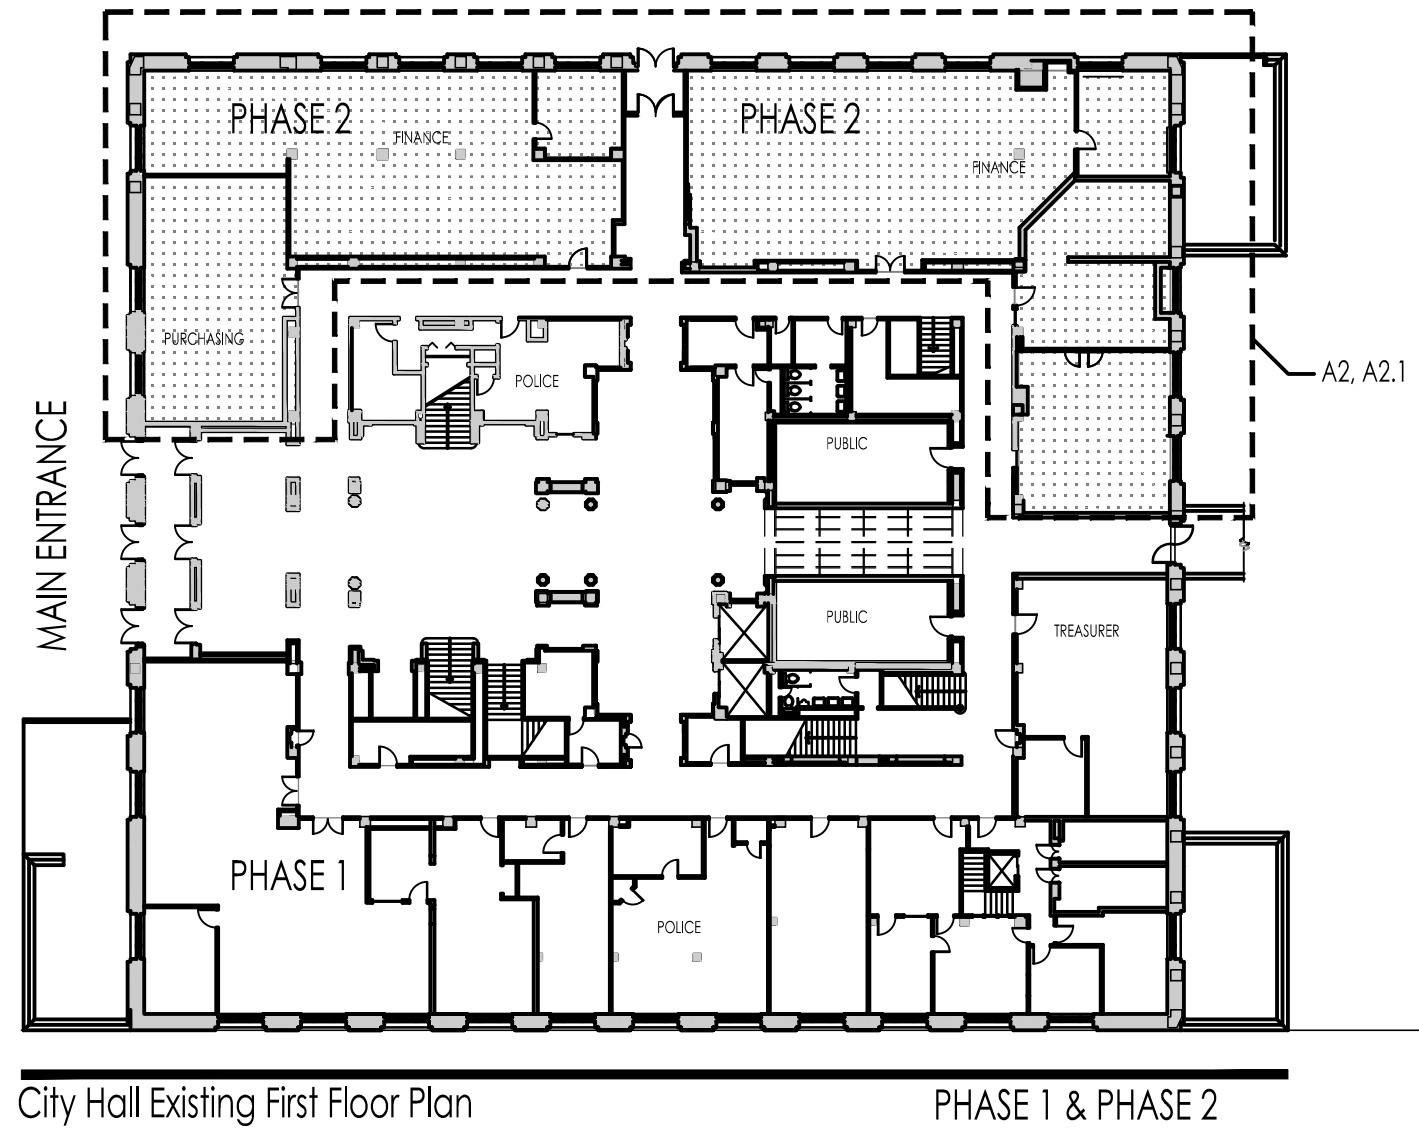 PHASE 2
PHASE 2
FINANCE
FINANCE
PURCHASING
POLICE
A2, A2.1
MAIN ENTRANCE
PUBLIC
PUBLIC
TREASURER
PHASE 1
POLICE
City Hall Existing First Floor Plan
PHASE 1 & PHASE 2